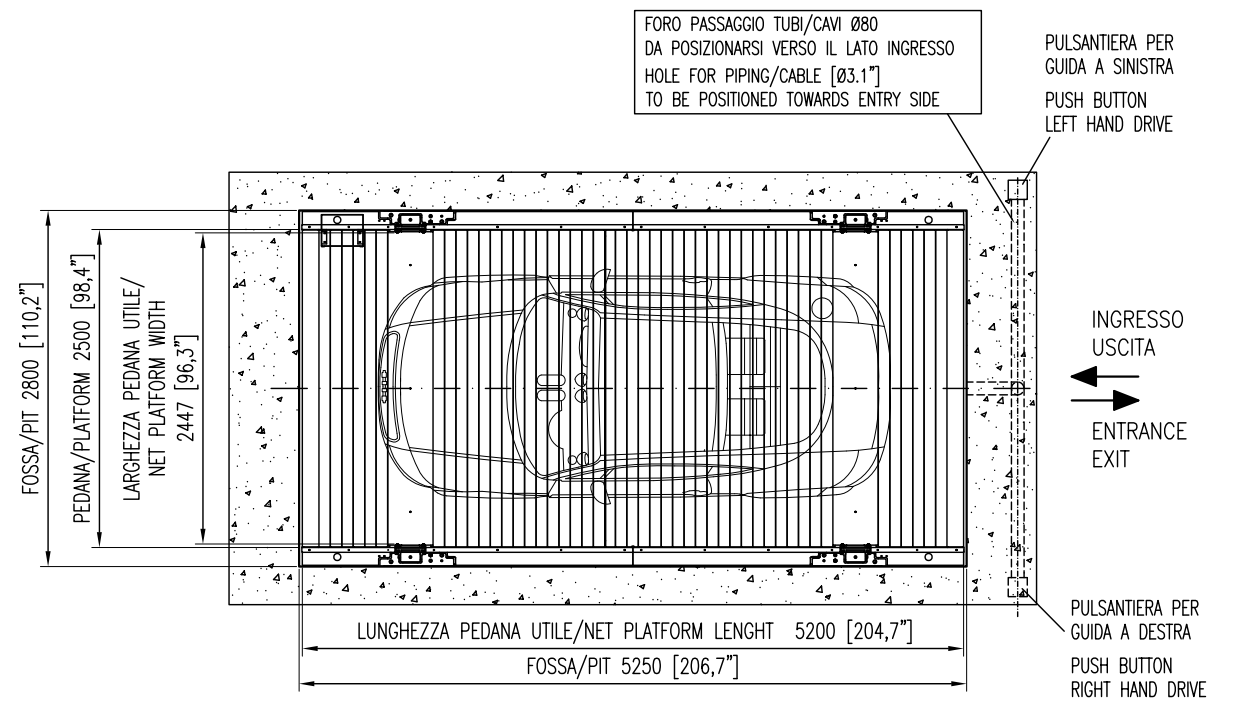 FORO PASSAGGIO TUBI/CAVI Ø80
DA POSIZIONARSI VERSO IL LATO INGRESSO
HOLE FOR PIPING/CABLE [Ø3.1"]
TO BE POSITIONED TOWARDS ENTRY SIDE
PULSANTIERA PER
GUIDA A SINISTRA
PUSH BUTTON
LEFT HAND DRIVE
FOSSA/PIT 2800 [110,2"]
PEDANA/PLATFORM 2500 [98,4"]
LARGHEZZA PEDANA UTILE/
NET PLATFORM WIDTH
2447 [96,3"]
INGRESSO
USCITA
ENTRANCE
EXIT
LUNGHEZZA PEDANA UTILE/NET PLATFORM LENGHT 5200 [204,7"]
FOSSA/PIT 5250 [206,7"]
PULSANTIERA PER
GUIDA A DESTRA
PUSH BUTTON
RIGHT HAND DRIVE